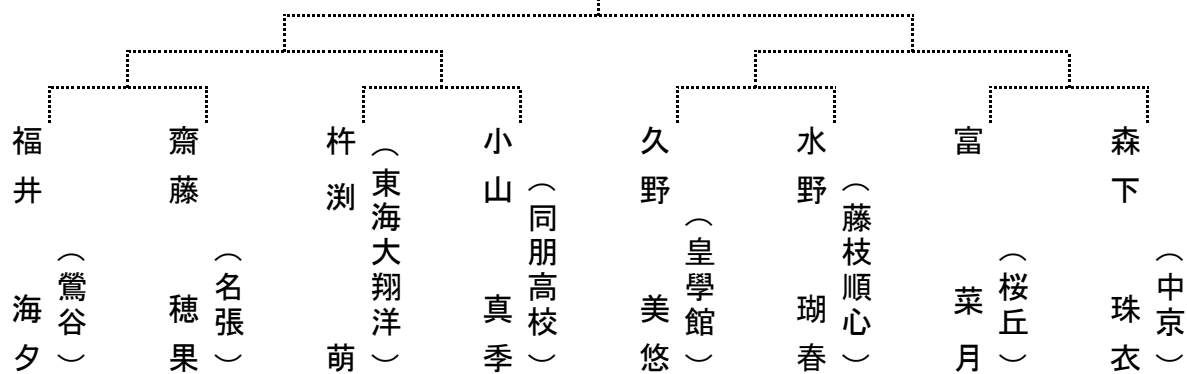 福井 海夕
（鶯谷）
齋藤 穂果
（名張）
杵渕 萌
（東海大翔洋）
小山 真季
（同朋高校）
久野 美悠
（皇學館）
水野 瑚春
（藤枝順心）
富 菜月
（桜丘）
森下 珠衣
（中京）